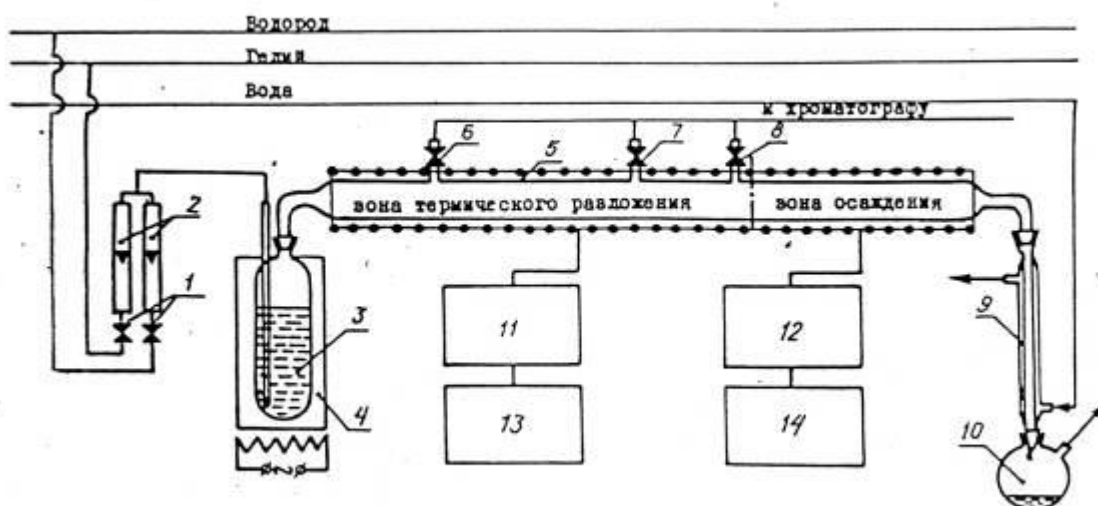 Водород
Гелий
Вода
к хроматографу
6
7
8
5
зона термического разложения
зона осаждения
2
1
3
4
11
12
13
14
9
10